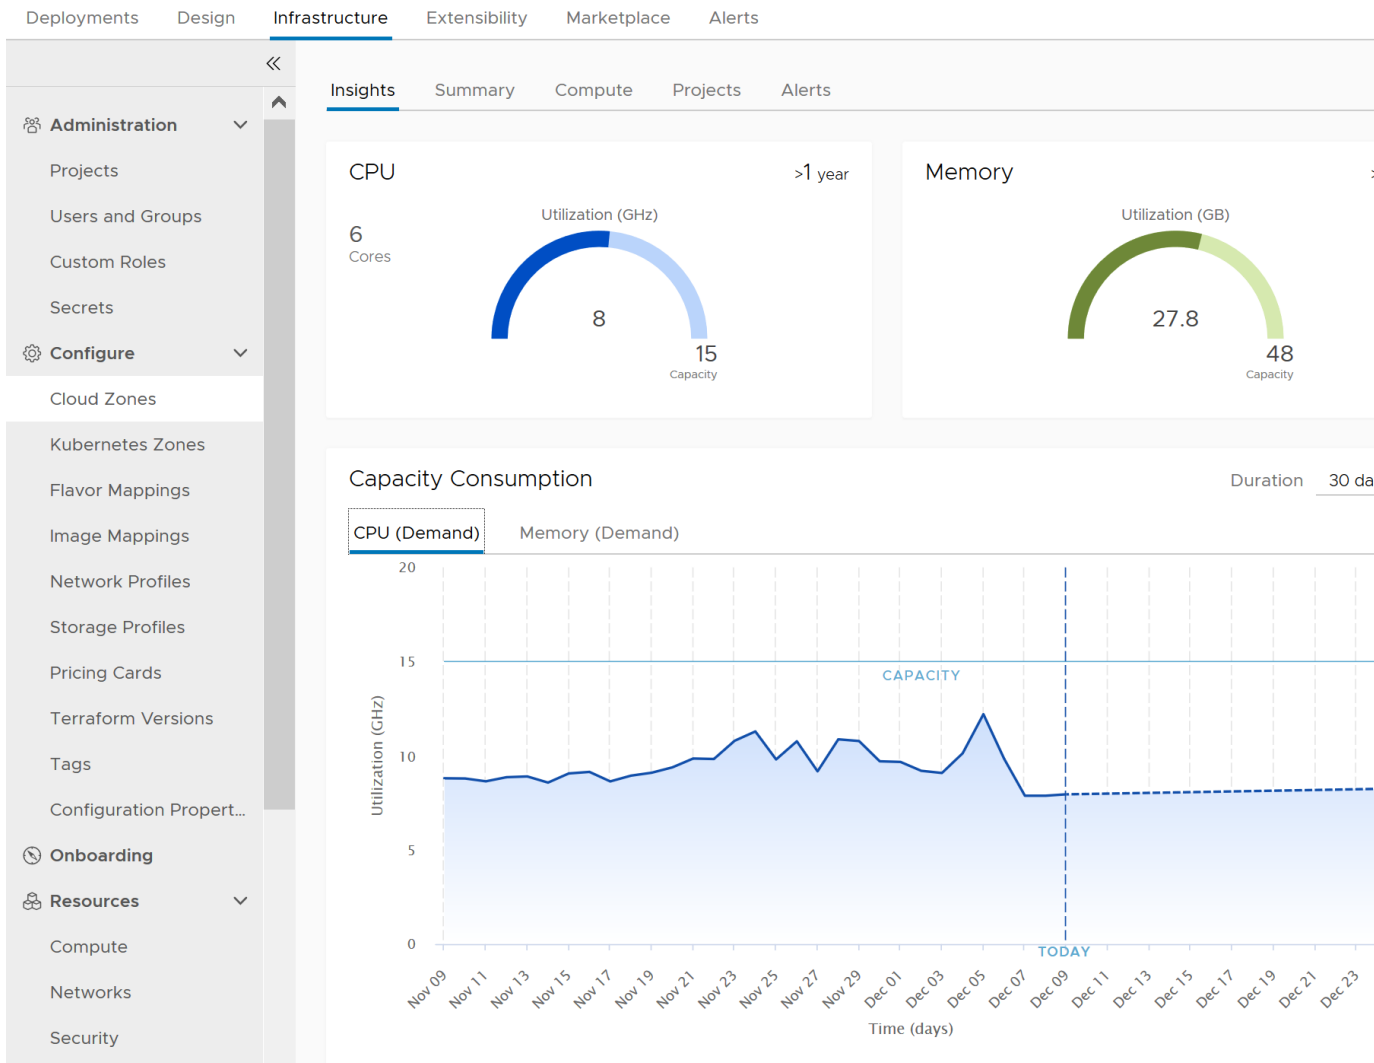 Deployments Design Infrastructure Extensibility Marketplace Alerts
Administration
Projects
Users and Groups
Custom Roles
Secrets
Configure
Cloud Zones
Kubernetes Zones
Flavor Mappings
Image Mappings
Network Profiles
Storage Profiles
Pricing Cards
Terraform Versions
Tags
Configuration Propert...
Onboarding
Resources
Compute
Networks
Security
Insights Summary Compute Projects Alerts
CPU
>1 year
6
Cores
Utilization (GHz)
8
15
Capacity
Memory
>
Utilization (GB)
27.8
48
Capacity
Capacity Consumption
Duration 30 da
CPU (Demand) Memory (Demand)
Utilization (GHz)
20
15
10
5
0
CAPACITY
TODAY
Nov 09 Nov 11 Nov 13 Nov 15 Nov 17 Nov 19 Nov 21 Nov 23 Nov 25 Nov 27 Nov 29 Dec 01 Dec 03 Dec 05 Dec 07 Dec 09 Dec 11 Dec 13 Dec 15 Dec 17 Dec 19 Dec 21 Dec 23
Time (days)